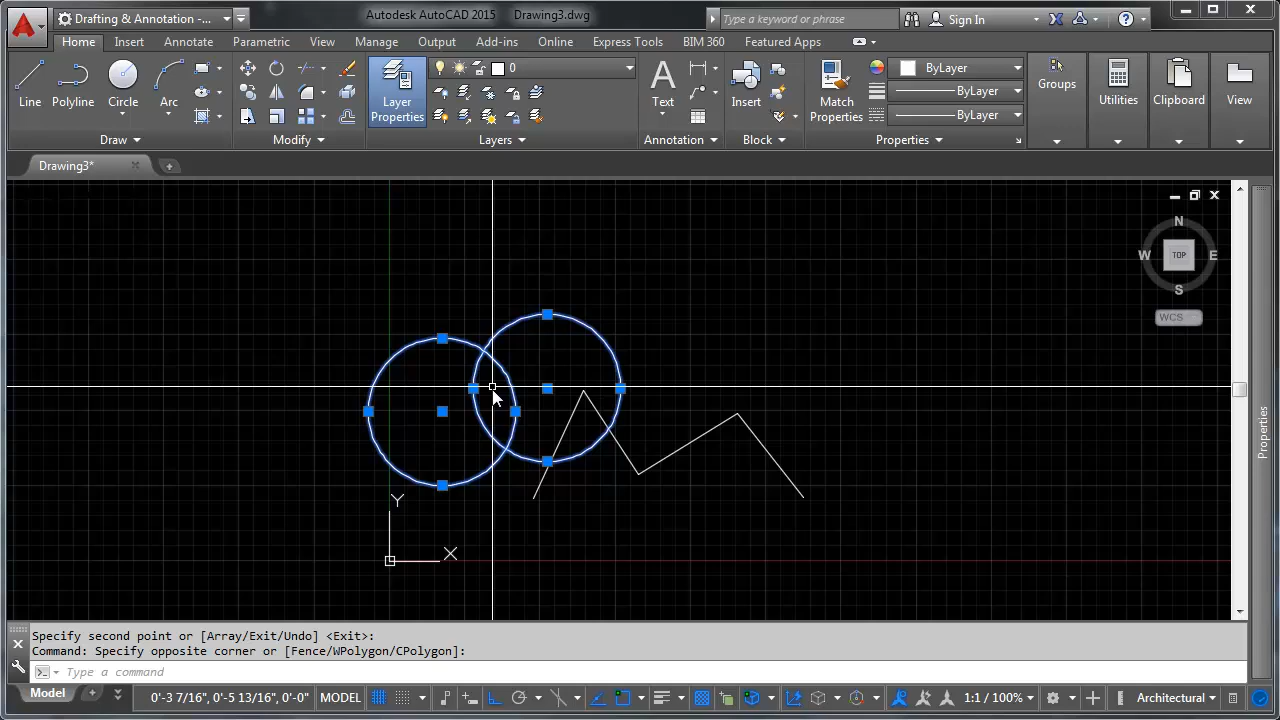 Drafting & Annotation -
Autodesk AutoCAD 2015 Drawing3.dwg
Type a keyword or phrase
Sign In
Home Insert Annotate Parametric View Manage Output Add-ins Online Express Tools BIM 360 Featured Apps
Line Polyline Circle Arc
Layer Properties
0
Text
Insert
Match Properties
ByLayer
ByLayer
ByLayer
Groups Utilities Clipboard View
Draw Modify Layers Annotation Block Properties
Drawing3*
N
W TOP E
S
WCS
Properties
Y
X
Specify second point or [Array/Exit/Undo] <Exit>:
Command: Specify opposite corner or [Fence/WPolygon/CPolygon]:
Type a command
Model
0'-3 7/16", 0'-5 13/16", 0'-0" MODEL 1:1 / 100% Architectural